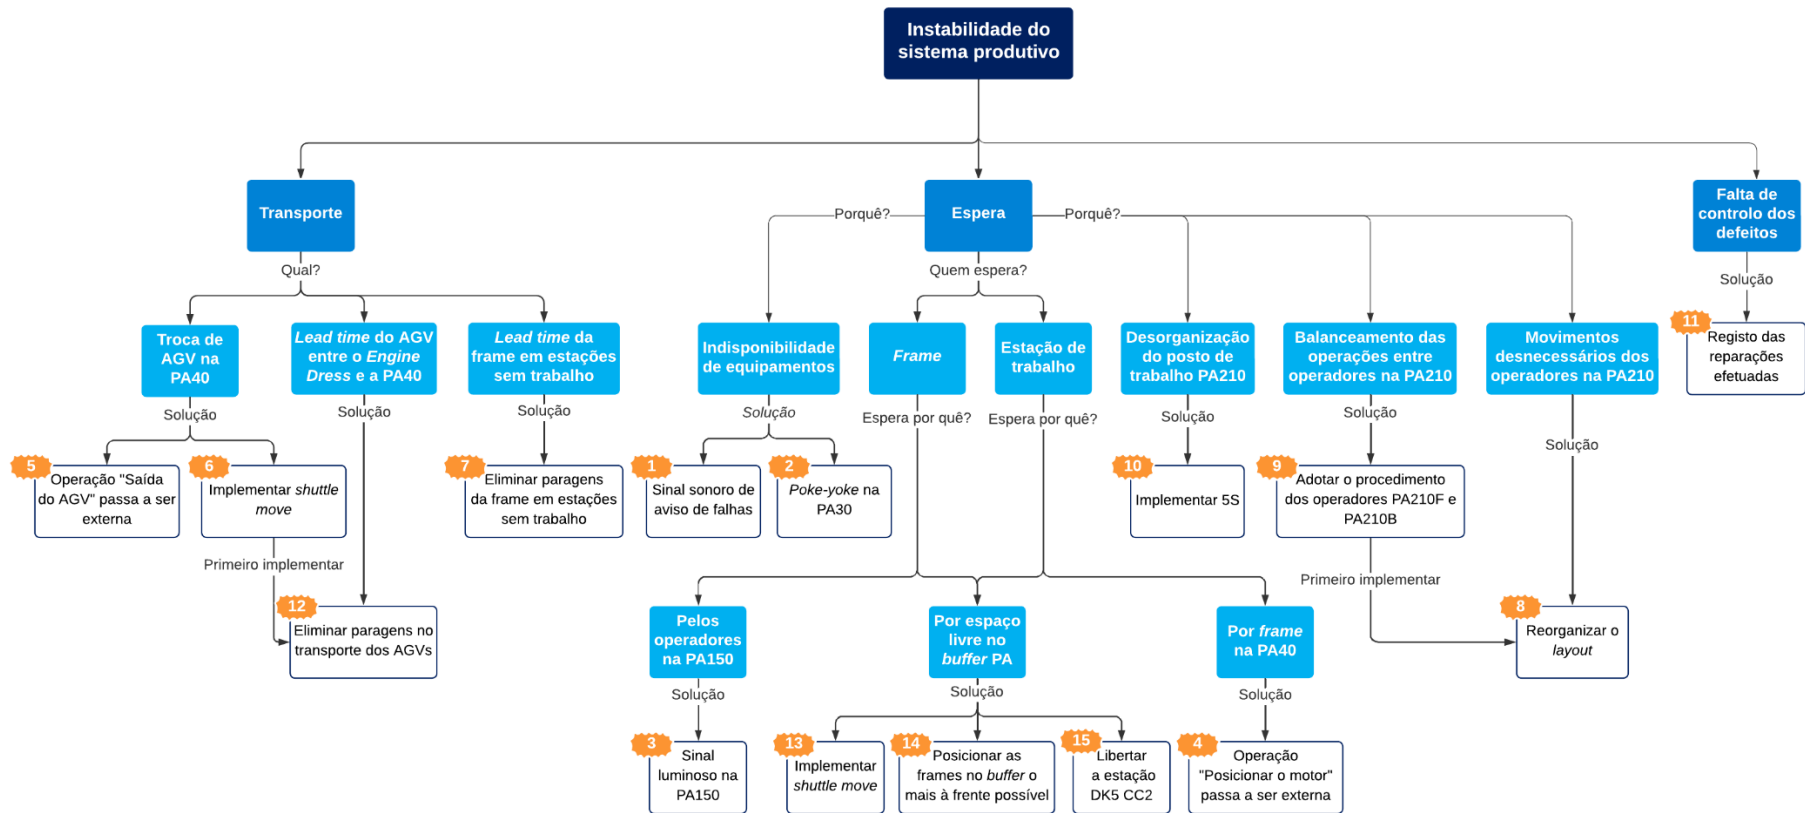 Instabilidade do
sistema produtivo
Transporte
Porquê?
Espera
Porquê?
Falta de
controlo dos
defeitos
Qual?
Quem espera?
Solução
Troca de
AGV na
PA40
Lead time do AGV
entre o Engine
Dress e a PA40
Lead time da
frame em estações
sem trabalho
Indisponibilidade
de equipamentos
Frame
Estação de
trabalho
Desorganização
do posto de
trabalho PA210
Balanceamento das
operações entre
operadores na PA210
Movimentos
desnecessários dos
operadores na PA210
11
Registo das
reparações
efetuadas
Solução
Solução
Solução
Solução
Espera por quê?
Espera por quê?
Solução
Solução
Solução
5
Operação "Saída
do AGV" passa a ser
externa
6
Implementar shuttle
move
7
Eliminar paragens
da frame em estações
sem trabalho
1
Sinal sonoro de
aviso de falhas
2
Poke-yoke na
PA30
10
Implementar 5S
9
Adotar o procedimento
dos operadores PA210F e
PA210B
Primeiro implementar
Primeiro implementar
12
Eliminar paragens no
transporte dos AGVs
Pelos
operadores
na PA150
Por espaço
livre no
buffer PA
Por frame
na PA40
8
Reorganizar o
layout
Solução
Solução
Solução
3
Sinal
luminoso na
PA150
13
Implementar
shuttle move
14
Posicionar as
frames no buffer o
mais à frente possível
15
Libertar
a estação
DK5 CC2
4
Operação
"Posicionar o motor"
passa a ser externa